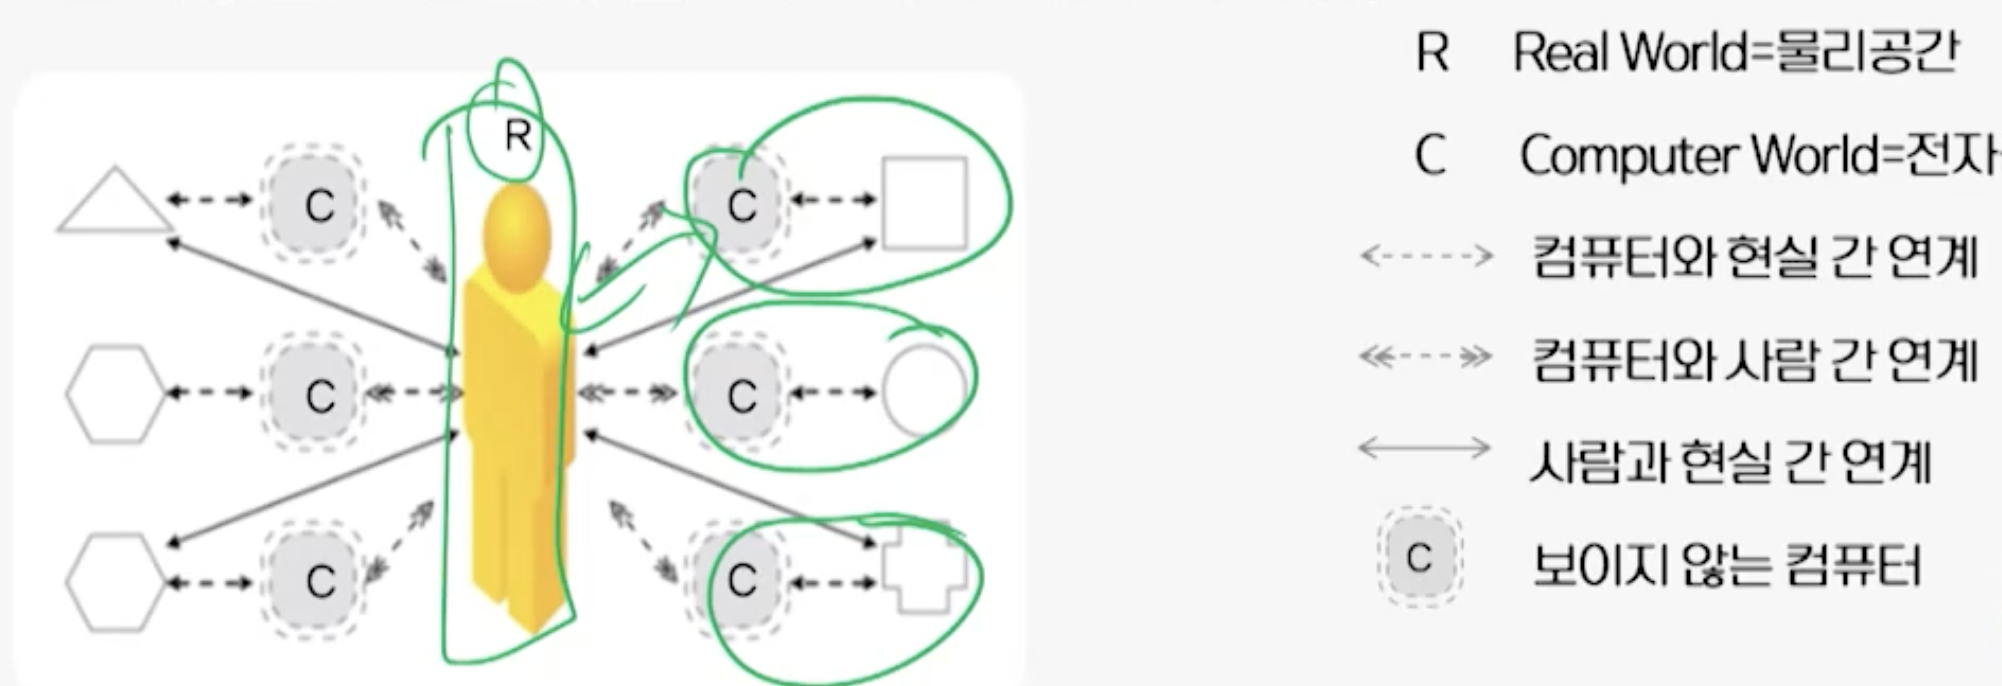 R
C
C
C
C
C
C
R Real World=물리공간
C Computer World=전자
컴퓨터와 현실 간 연계
컴퓨터와 사람 간 연계
사람과 현실 간 연계
C 보이지 않는 컴퓨터